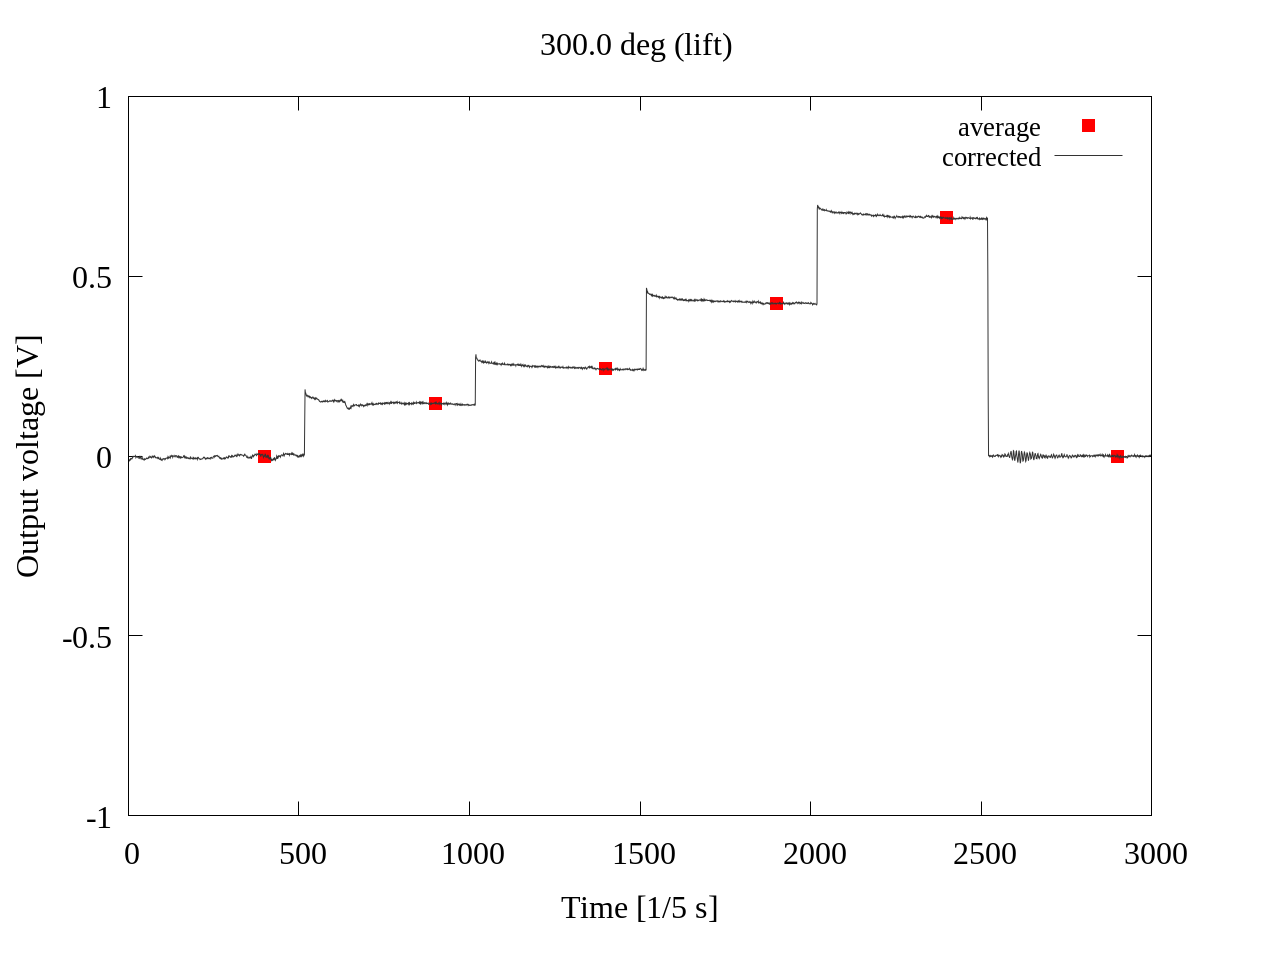 300.0 deg (lift)
1
0.5
0
-0.5
-1
Output voltage [V]
average
corrected
0 500 1000 1500 2000 2500 3000
Time [1/5 s]